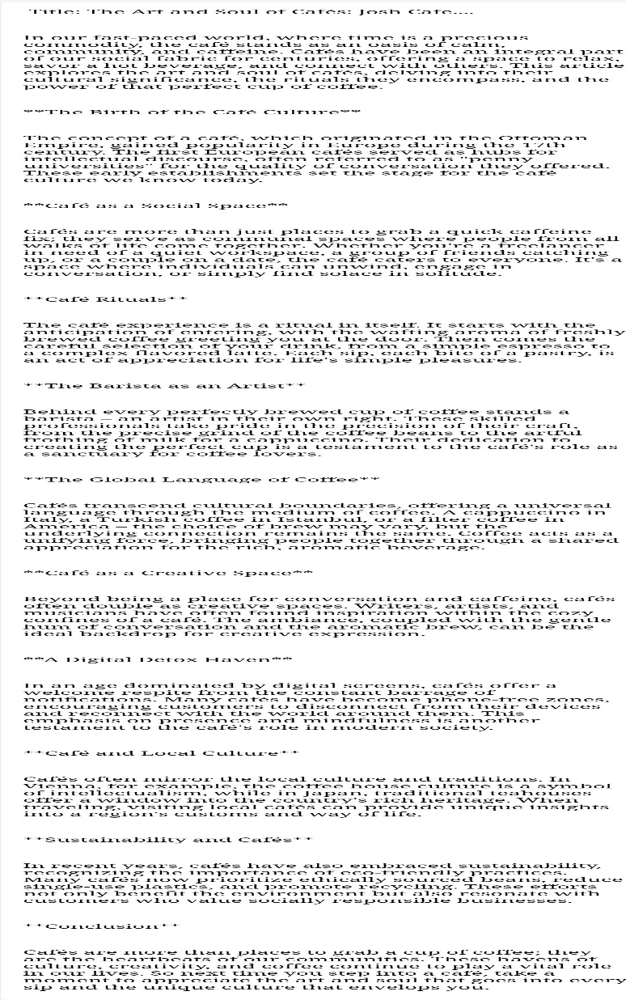 Title: The Art and Soul of Cafés: Josh Cafe....
In our fast-paced world, where time is a precious
commodity, the café stands as an oasis of calm,
community, and caffeine. Cafés have been an integral part
of our social fabric for centuries, offering a space to relax,
savor a hot beverage, and connect with others. This article
explores the art and soul of cafés, delving into their
cultural significance, the rituals they encompass, and the
power of that perfect cup of coffee.
**The Birth of the Café Culture**
The concept of a café, which originated in the Ottoman
Empire, gained popularity in Europe during the 17th
century. The first European cafés served as hubs for
intellectual discourse, often referred to as "penny
universities" for the quality of conversation they offered.
These early establishments set the stage for the café
culture we know today.
**Café as a Social Space**
Cafés are more than just places to grab a quick caffeine
fix; they serve as communal spaces where people from all
walks of life come together. Whether you're a freelancer
in need of a quiet workspace, a group of friends catching
up, or a couple on a date, the café caters to everyone. It's a
space where individuals can unwind, engage in
conversation, or simply find solace in solitude.
**Café Rituals**
The café experience is a ritual in itself. It starts with the
anticipation of entering, with the wafting aroma of freshly
brewed coffee greeting you at the door. Then comes the
careful selection of your drink, from a simple espresso to
a complex flavored latte. Each sip, each bite of a pastry, is
an act of appreciation for life's simple pleasures.
**The Barista as an Artist**
Behind every perfectly brewed cup of coffee stands a
barista – an artist in their own right. These skilled
professionals take pride in the precision of their craft,
from the precise grind of the coffee beans to the artful
frothing of milk for a cappuccino. Their dedication to
creating the perfect cup is a testament to the café's role as
a sanctuary for coffee lovers.
**The Global Language of Coffee**
Cafés transcend cultural boundaries, offering a universal
language through the medium of coffee. A cappuccino in
Italy, a Turkish coffee in Istanbul, or a filter coffee in
America – the choice of brew may vary, but the
underlying connection remains the same. Coffee acts as a
unifying force, bringing people together through a shared
appreciation for the rich, aromatic beverage.
**Café as a Creative Space**
Beyond being a place for conversation and caffeine, cafés
often double as creative spaces. Writers, artists, and
musicians have often found inspiration within the cozy
confines of a café. The ambiance, coupled with the gentle
hum of conversation and the aromatic brew, can be the
ideal backdrop for creative expression.
**A Digital Detox Haven**
In an age dominated by digital screens, cafés offer a
welcome respite from the constant barrage of
notifications. Many cafés have become phone-free zones,
encouraging customers to disconnect from their devices
and reconnect with the world around them. This
emphasis on presence and mindfulness is another
testament to the café's role in modern society.
**Café and Local Culture**
Cafés often mirror the local culture and traditions. In
Vienna, for example, the coffee house culture is a symbol
of intellectualism, while in Japan, traditional teahouses
offer a window into the country's rich heritage. When
traveling, visiting local cafés can provide unique insights
into a region's customs and way of life.
**Sustainability and Cafés**
In recent years, cafés have also embraced sustainability,
recognizing the importance of eco-friendly practices.
Many cafés now prioritize ethically sourced beans, reduce
single-use plastics, and promote recycling. These efforts
not only benefit the environment but also resonate with
customers who value socially responsible businesses.
**Conclusion**
Cafés are more than places to grab a cup of coffee; they
are the heartbeats of our communities. These havens of
culture, creativity, and coffee continue to play a vital role
in our lives. So next time you step into a café, take a
moment to appreciate the art and soul that goes into every
sip and the unique culture that envelops you.